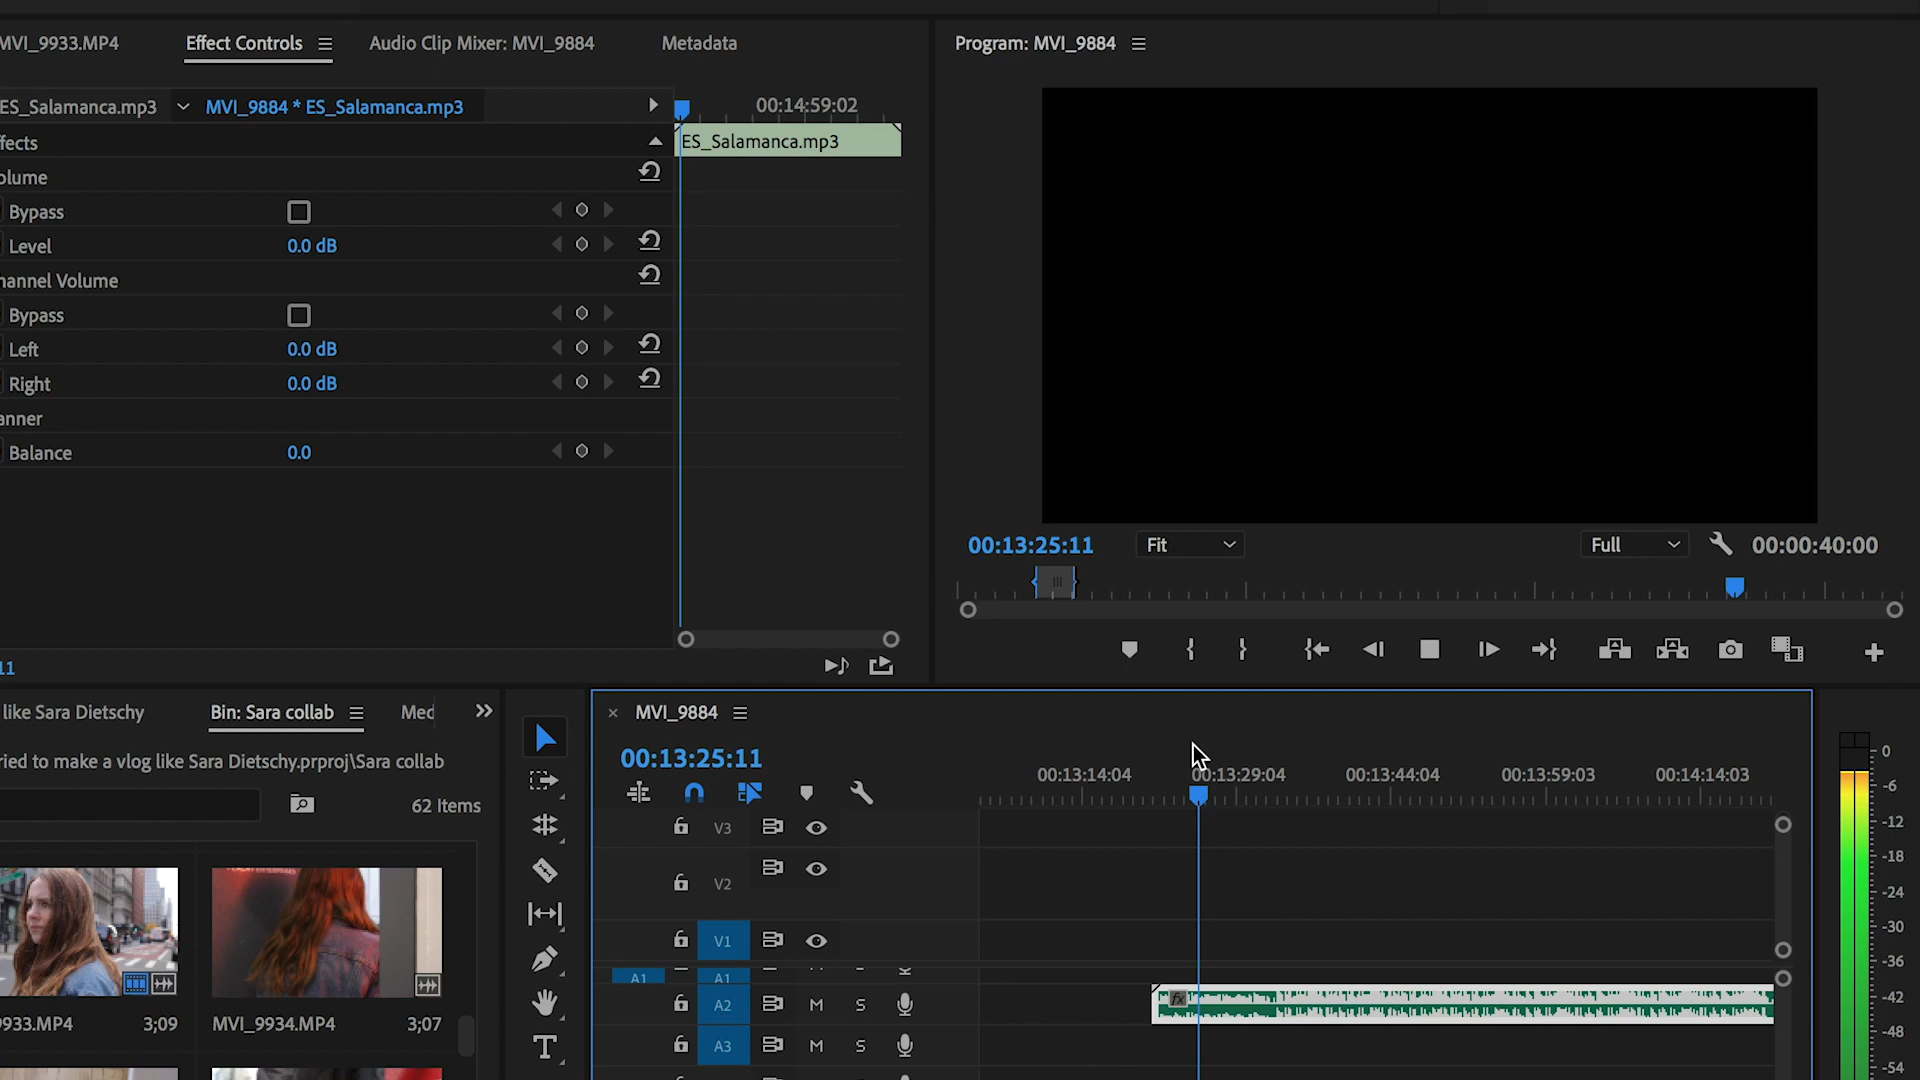 MVI_9933.MP4
Effect Controls
Audio Clip Mixer: MVI_9884
Metadata
Program: MVI_9884
ES_Salamanca.mp3
MVI_9884 * ES_Salamanca.mp3
00:14:59:02
ffects
ES_Salamanca.mp3
olume
Bypass
Level 0.0 dB
hannel Volume
Bypass
Left 0.0 dB
Right 0.0 dB
anner
Balance 0.0
00:13:25:11
Fit
Full
00:00:40:00
11
like Sara Dietschy
Bin: Sara collab
Med
ried to make a vlog like Sara Dietschy.prproj\Sara collab
62 Items
9933.MP4 3;09
MVI_9934.MP4 3;07
T
MVI_9884
00:13:25:11
00:13:14:04 00:13:29:04 00:13:44:04 00:13:59:03 00:14:14:03
V3
V2
V1
A1 A1
A2 M S
fx
A3 M S
0
-6
-12
-18
-24
-30
-36
-42
-48
-54